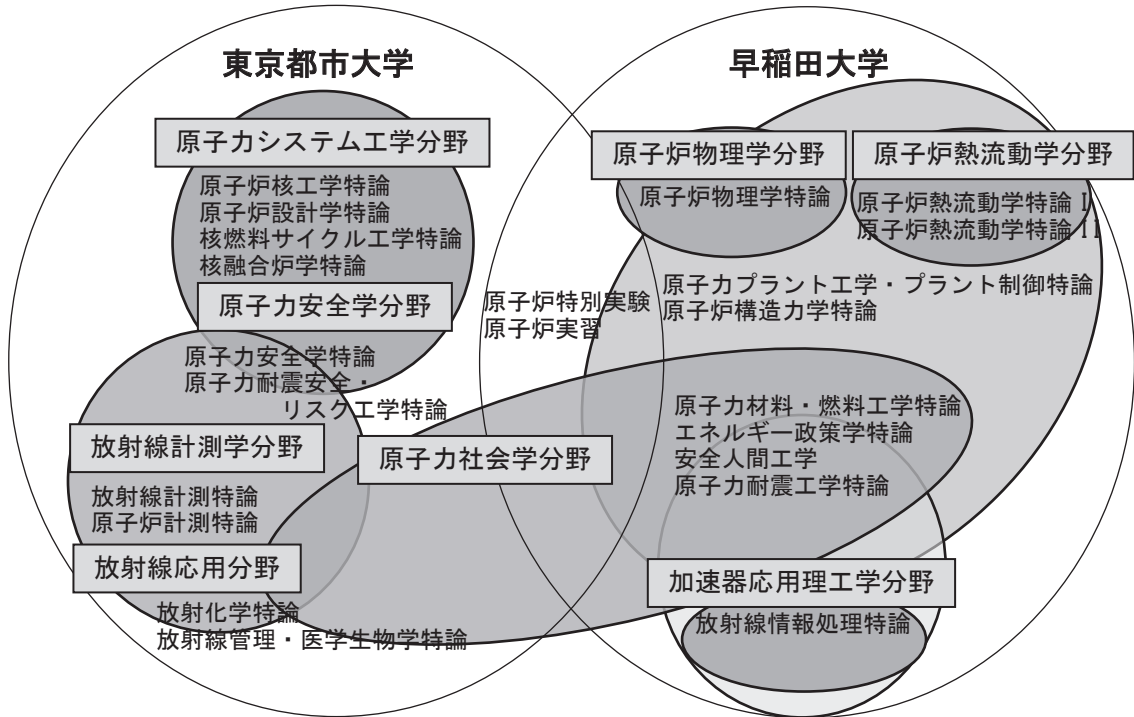 東京都市大学
早稲田大学
原子力システム工学分野
原子炉核工学特論
原子炉設計学特論
核燃料サイクル工学特論
核融合炉学特論
原子力安全学分野
原子力安全学特論
原子力耐震安全・
リスク工学特論
放射線計測学分野
放射線計測特論
原子炉計測特論
放射線応用分野
放射化学特論
放射線管理・医学生物学特論
原子炉特別実験
原子炉実習
原子力社会学分野
原子炉物理学分野
原子炉物理学特論
原子炉熱流動学分野
原子炉熱流動学特論 I
原子炉熱流動学特論 II
原子力プラント工学・プラント制御特論
原子炉構造力学特論
原子力材料・燃料工学特論
エネルギー政策学特論
安全人間工学
原子力耐震工学特論
加速器応用理工学分野
放射線情報処理特論